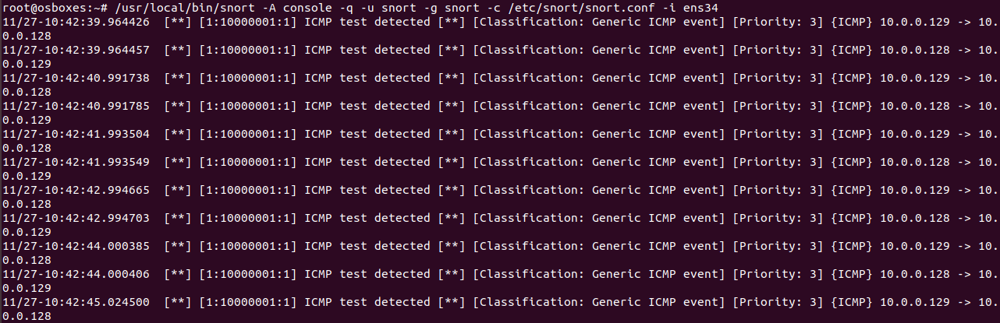 root@osboxes:~# /usr/local/bin/snort -A console -q -u snort -g snort -c /etc/snort/snort.conf -i ens34
11/27-10:42:39.964426  [**] [1:10000001:1] ICMP test detected [**] [Classification: Generic ICMP event] [Priority: 3] {ICMP} 10.0.0.129 -> 10.
0.0.128
11/27-10:42:39.964457  [**] [1:10000001:1] ICMP test detected [**] [Classification: Generic ICMP event] [Priority: 3] {ICMP} 10.0.0.128 -> 10.
0.0.129
11/27-10:42:40.991738  [**] [1:10000001:1] ICMP test detected [**] [Classification: Generic ICMP event] [Priority: 3] {ICMP} 10.0.0.129 -> 10.
0.0.128
11/27-10:42:40.991785  [**] [1:10000001:1] ICMP test detected [**] [Classification: Generic ICMP event] [Priority: 3] {ICMP} 10.0.0.128 -> 10.
0.0.129
11/27-10:42:41.993504  [**] [1:10000001:1] ICMP test detected [**] [Classification: Generic ICMP event] [Priority: 3] {ICMP} 10.0.0.129 -> 10.
0.0.128
11/27-10:42:41.993549  [**] [1:10000001:1] ICMP test detected [**] [Classification: Generic ICMP event] [Priority: 3] {ICMP} 10.0.0.128 -> 10.
0.0.129
11/27-10:42:42.994665  [**] [1:10000001:1] ICMP test detected [**] [Classification: Generic ICMP event] [Priority: 3] {ICMP} 10.0.0.129 -> 10.
0.0.128
11/27-10:42:42.994703  [**] [1:10000001:1] ICMP test detected [**] [Classification: Generic ICMP event] [Priority: 3] {ICMP} 10.0.0.128 -> 10.
0.0.129
11/27-10:42:44.000385  [**] [1:10000001:1] ICMP test detected [**] [Classification: Generic ICMP event] [Priority: 3] {ICMP} 10.0.0.129 -> 10.
0.0.128
11/27-10:42:44.000406  [**] [1:10000001:1] ICMP test detected [**] [Classification: Generic ICMP event] [Priority: 3] {ICMP} 10.0.0.128 -> 10.
0.0.129
11/27-10:42:45.024500  [**] [1:10000001:1] ICMP test detected [**] [Classification: Generic ICMP event] [Priority: 3] {ICMP} 10.0.0.129 -> 10.
0.0.128